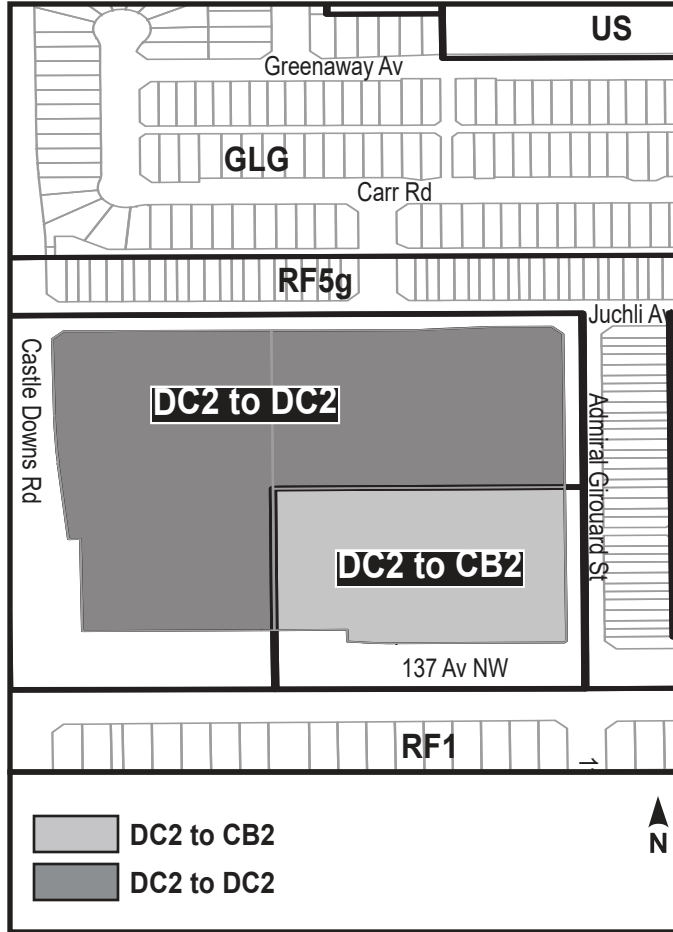 US
Greenaway Av
GLG
Carr Rd
RF5g
Juchli Av
Castle Downs Rd
DC2 to DC2
Admiral Girouard St
DC2 to CB2
137 Av NW
RF1
DC2 to CB2
DC2 to DC2
N